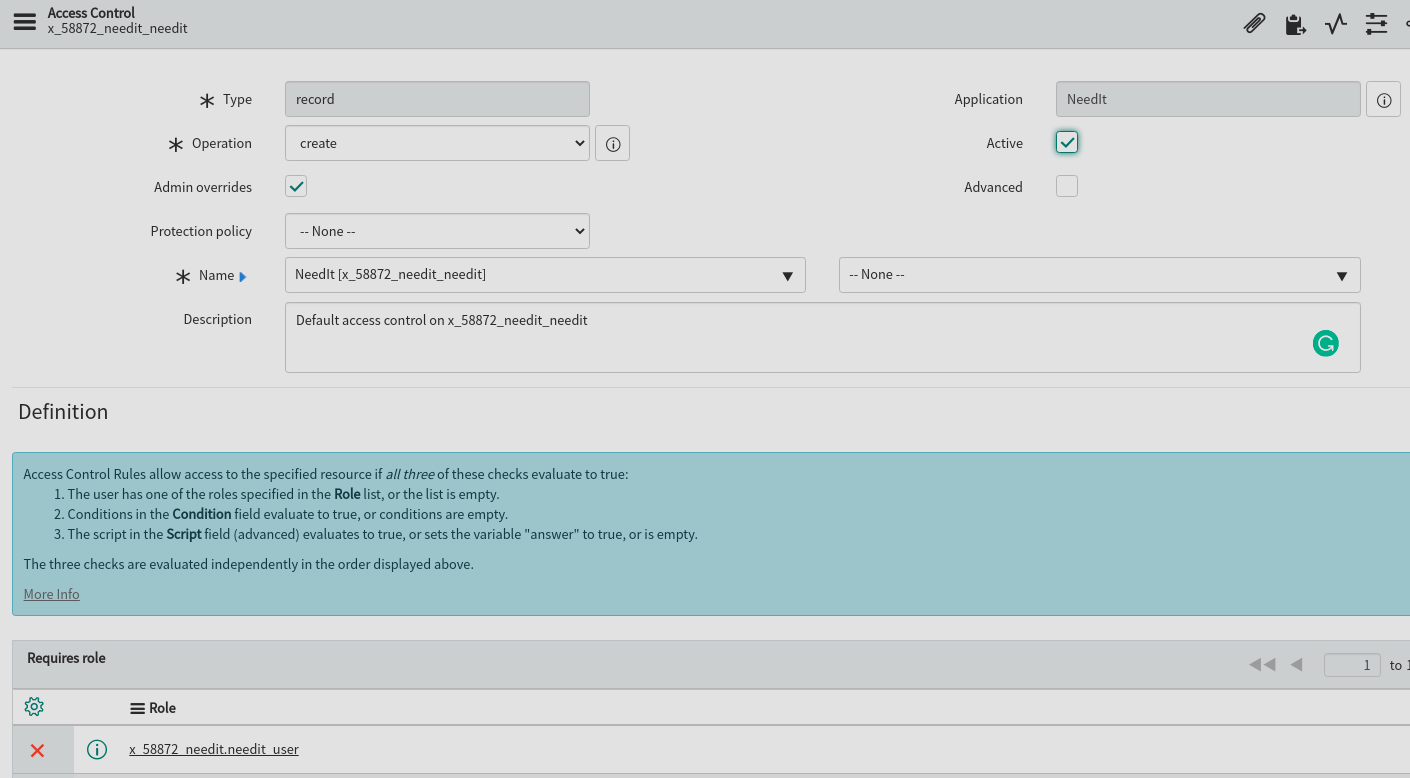 Access Control
x_58872_needit_needit
Type
record
Application
NeedIt
Operation
create
Active
Admin overrides
Advanced
Protection policy
-- None --
Name
NeedIt [x_58872_needit_needit]
-- None --
Description
Default access control on x_58872_needit_needit
Definition
Access Control Rules allow access to the specified resource if all three of these checks evaluate to true:
1. The user has one of the roles specified in the Role list, or the list is empty.
2. Conditions in the Condition field evaluate to true, or conditions are empty.
3. The script in the Script field (advanced) evaluates to true, or sets the variable "answer" to true, or is empty.
The three checks are evaluated independently in the order displayed above.
More Info
Requires role
1 to 1
Role
x_58872_needit.needit_user